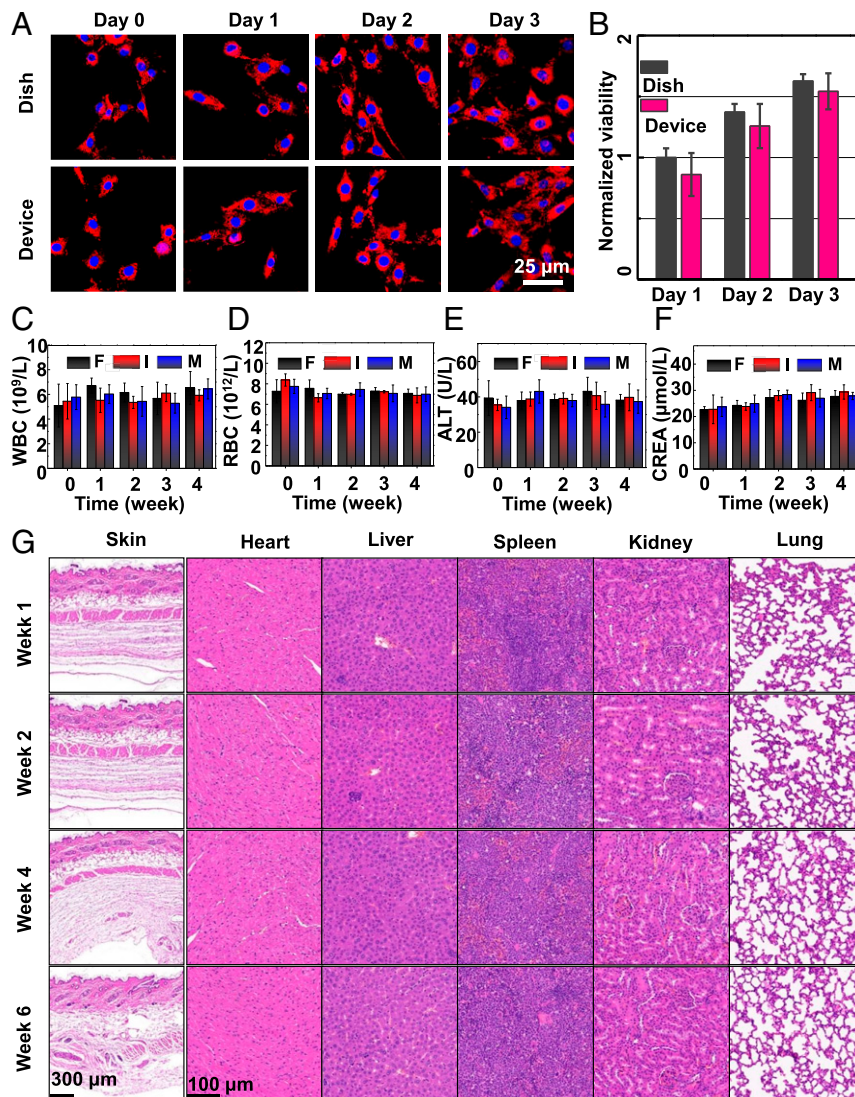 A
Day 0
Day 1
Day 2
Day 3
Dish
Device
25 µm
B
Normalized viability
2
1
0
Dish
Device
Day 1
Day 2
Day 3
C
WBC (10⁹/L)
10
8
6
4
2
0
F I M
0 1 2 3 4
Time (week)
D
RBC (10¹²/L)
12
10
8
6
4
2
0
F I M
0 1 2 3 4
Time (week)
E
ALT (U/L)
60
40
20
0
F I M
0 1 2 3 4
Time (week)
F
CREA (µmol/L)
40
30
20
10
0
F I M
0 1 2 3 4
Time (week)
G
Skin
Heart
Liver
Spleen
Kidney
Lung
Wekk 1
Week 2
Week 4
Week 6
300 µm
100 µm